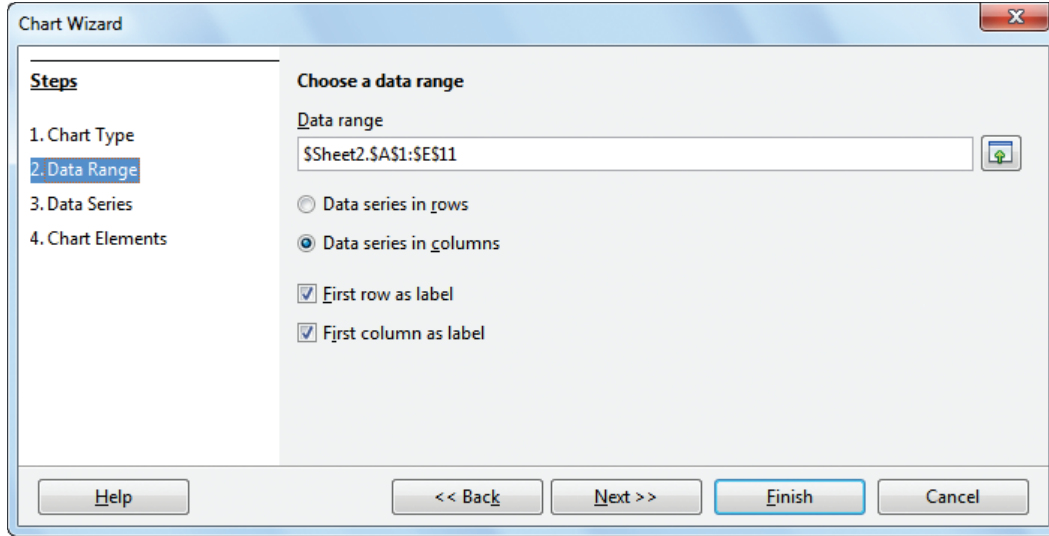 Chart Wizard
Steps
1. Chart Type
2. Data Range
3. Data Series
4. Chart Elements
Choose a data range
Data range
$Sheet2.$A$1:$E$11
Data series in rows
Data series in columns
First row as label
First column as label
Help
<< Back
Next >>
Finish
Cancel